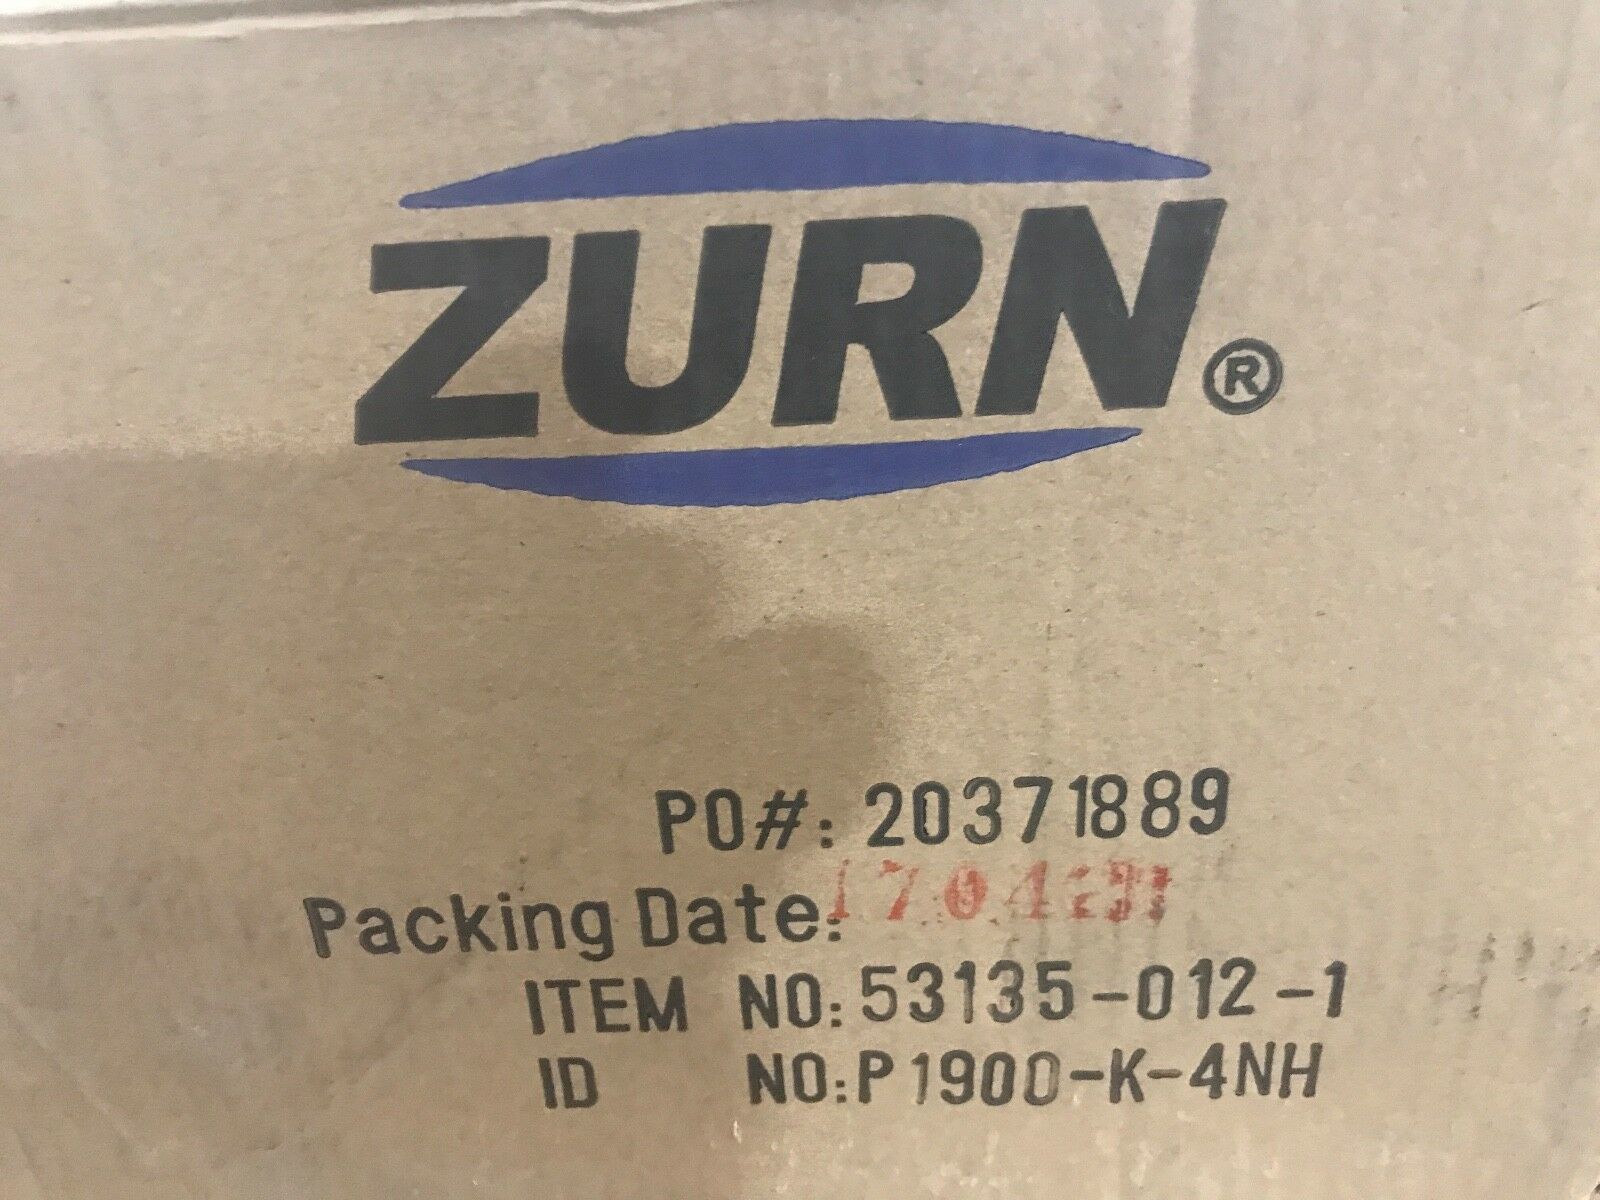 ZURN®
PO#: 20371889
Packing Date:
ITEM NO: 53135-012-1
ID NO: P1900-K-4NH